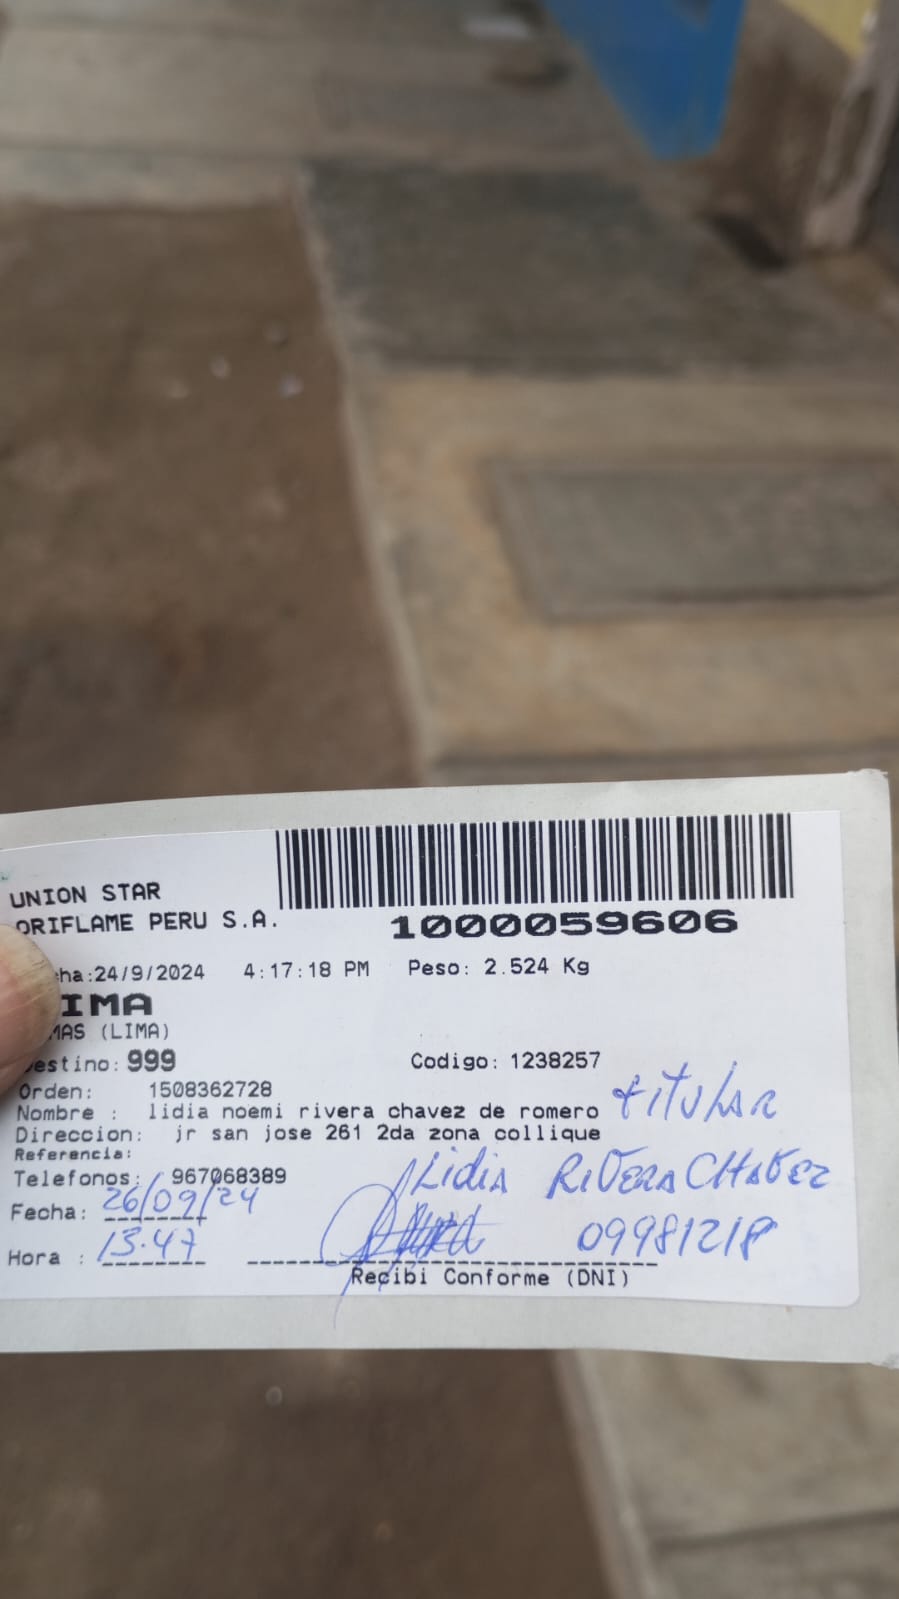 UNION STAR
ORIFLAME PERU S.A.
1000059606
ha:24/9/2024 4:17:18 PM Peso: 2.524 Kg
IMA
MAS (LIMA)
estino: 999 Codigo: 1238257
Orden: 1508362728
titular
Nombre : lidia noemi rivera chavez de romero
Direccion: jr san jose 261 2da zona collique
Referencia:
Telefonos: 967068389
Lidia RiVERA CHAVEZ
Fecha: 26/09/24
09981218
Hora : 13.47
Recibi Conforme (DNI)